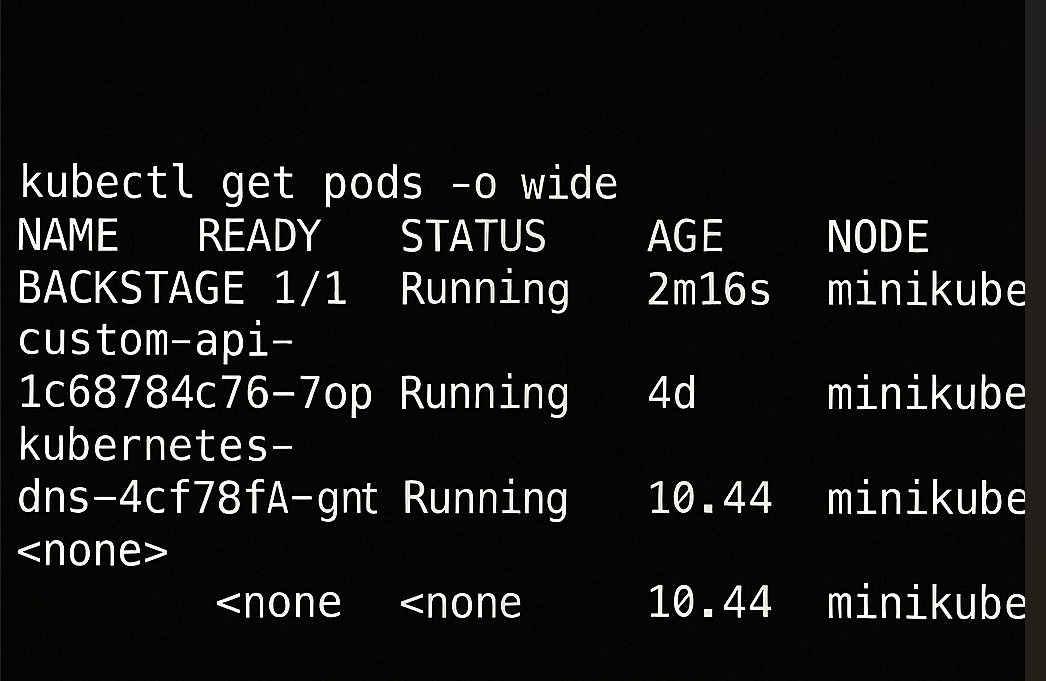 kubectl get pods -o wide
NAME READY STATUS AGE NODE
BACKSTAGE 1/1 Running 2m16s minikube
custom-api-
1c68784c76-7op Running 4d minikube
kubernetes-
dns-4cf78fA-gnt Running 10.44 minikube
<none>
<none <none 10.44 minikube